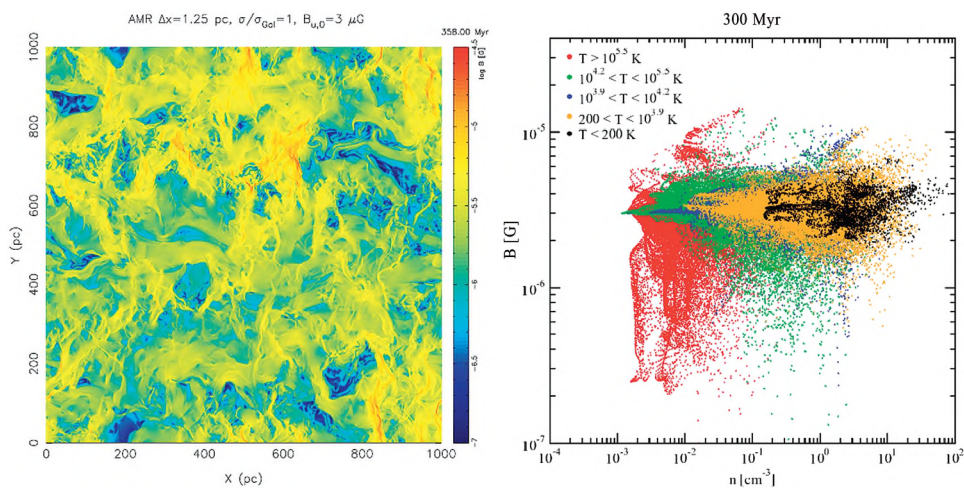 AMR Δx=1.25 pc, σ/σ_Gal=1, B_u,0=3 μG
358.00 Myr
1000
800
600
400
200
0
Y (pc)
0 200 400 600 800 1000
X (pc)
log B [G]
-4.5
-5
-5.5
-6
-6.5
-7
300 Myr
T > 10^5.5 K
10^4.2 < T < 10^5.5 K
10^3.9 < T < 10^4.2 K
200 < T < 10^3.9 K
T < 200 K
B [G]
10^-5
10^-6
10^-7
10^-4 10^-3 10^-2 10^-1 10^0 10^1 10^2
n [cm^-3]